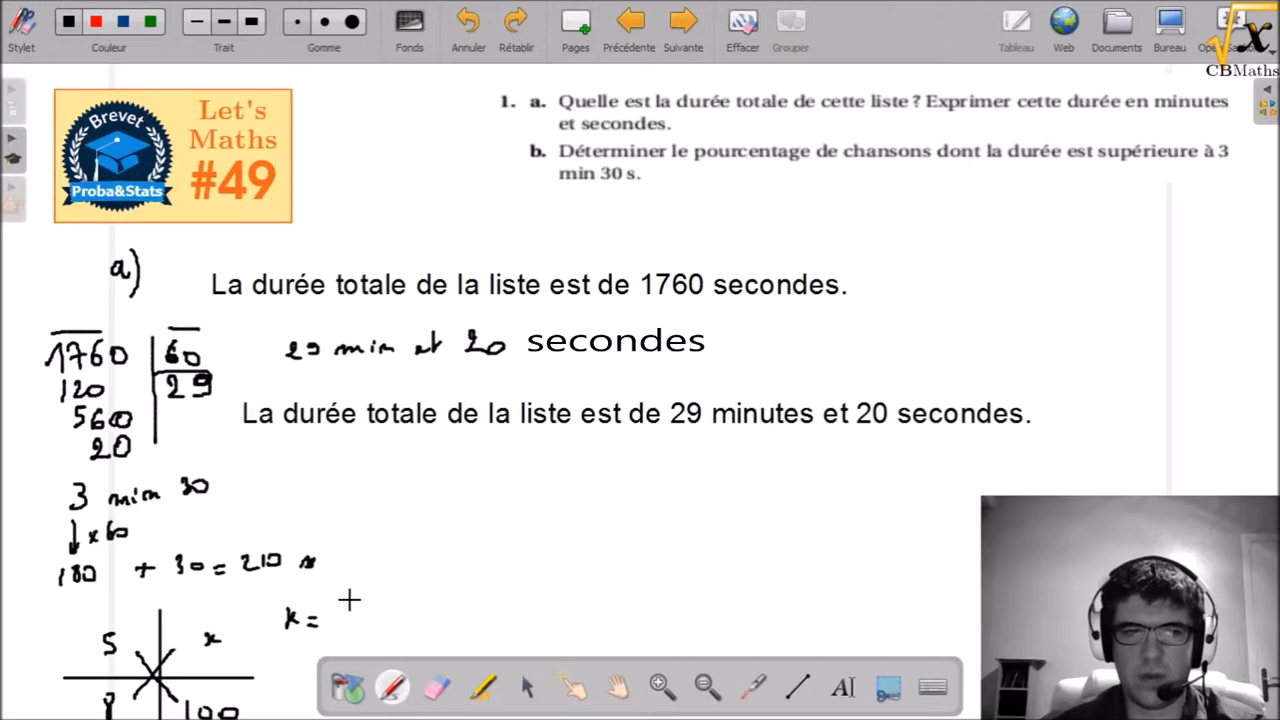 Stylet Couleur Trait Gomme Fonds Annuler Rétablir Pages Précédente Suivante Effacer Grouper Tableau Web Documents Bureau
CBMaths
Brevet
Proba&Stats
Let's
Maths
#49
1. a. Quelle est la durée totale de cette liste ? Exprimer cette durée en minutes
et secondes.
b. Déterminer le pourcentage de chansons dont la durée est supérieure à 3
min 30 s.
a)
La durée totale de la liste est de 1760 secondes.
1760 60
120 29
560
20
29 min et 20 secondes
La durée totale de la liste est de 29 minutes et 20 secondes.
3 min 30
↓ x 60
180 + 30 = 210 s
x =
5 x
8 100
AI